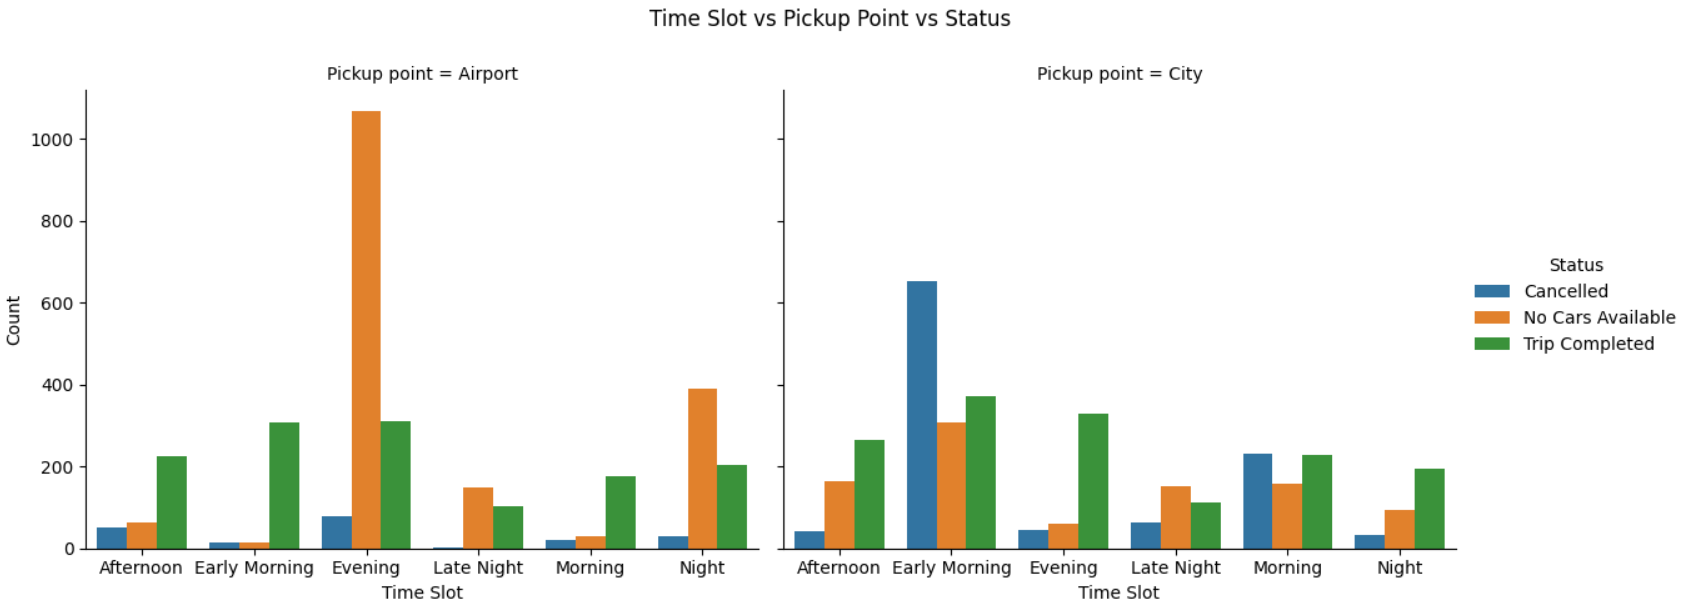 Time Slot vs Pickup Point vs Status
Pickup point = Airport
Pickup point = City
Count
1000
800
600
400
200
0
Afternoon Early Morning Evening Late Night Morning Night
Time Slot
Afternoon Early Morning Evening Late Night Morning Night
Time Slot
Status
Cancelled
No Cars Available
Trip Completed